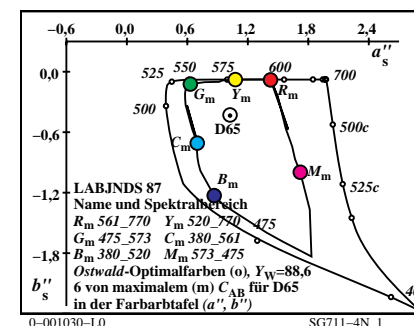 −0,6 0,0 0,6 1,2 1,8 2,4
a''s
0,0
−0,6
−1,2
−1,8
b''s
525 550 575 600 700
500
500c
525c
475
Gm Ym Rm
D65
Cm
Bm
Mm
LABJNDS 87
Name und Spektralbereich
Rm 561_770 Ym 520_770
Gm 475_573 Cm 380_561
Bm 380_520 Mm 573_475
Ostwald-Optimalfarben (o), YW=88,6
6 von maximalem (m) CAB für D65
in der Farbarbtafel (a'', b'')
0−001030−L0 SG711−4N_1